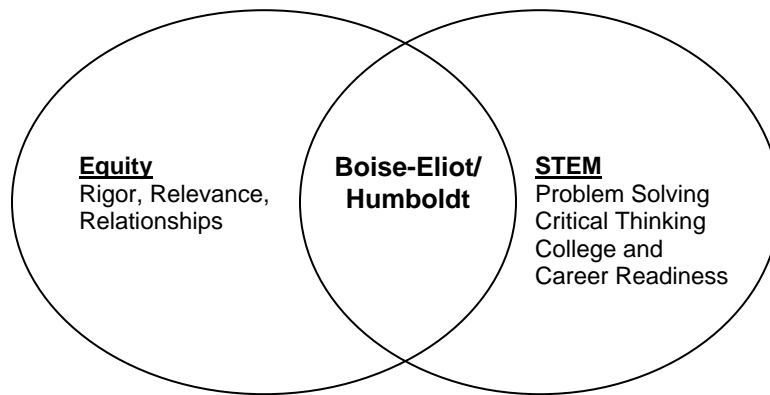 Equity
Rigor, Relevance,
Relationships
Boise-Eliot/
Humboldt
STEM
Problem Solving
Critical Thinking
College and
Career Readiness